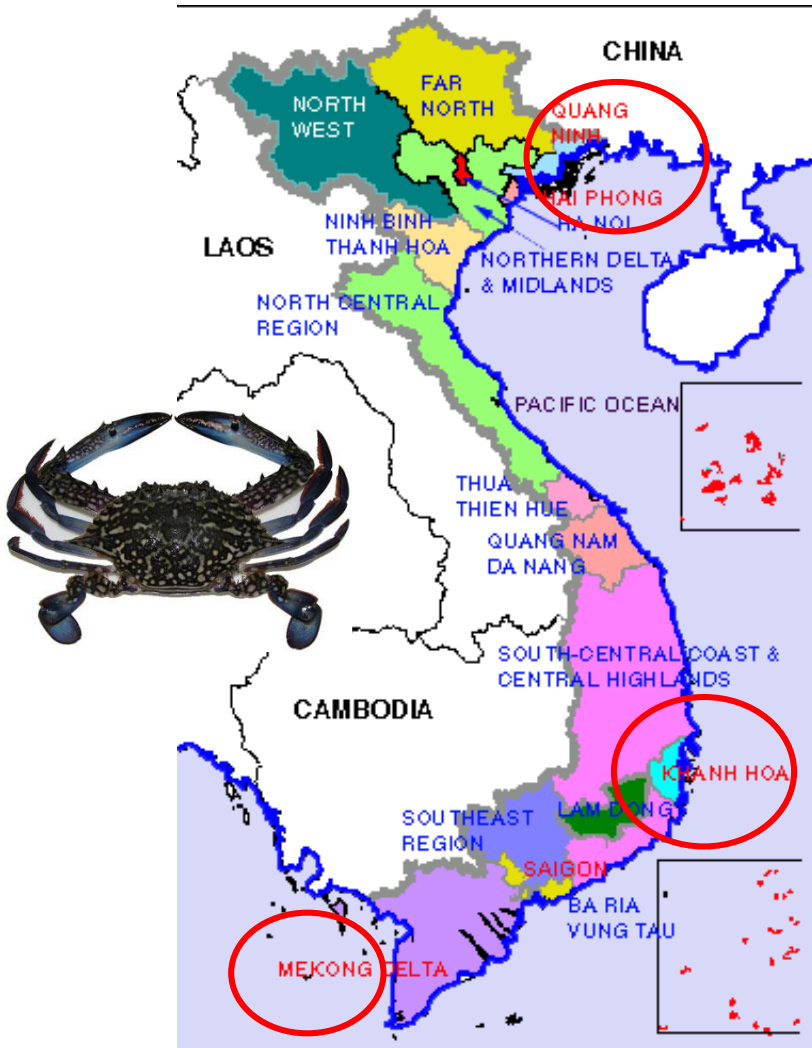 CHINA
FAR
NORTH
NORTH
WEST
QUANG
NINH
HAI PHONG
HA NOI
NINH BINH
THANH HOA
LAOS
NORTHERN DELTA
& MIDLANDS
NORTH CENTRAL
REGION
PACIFIC OCEAN
THUA
THIEN HUE
QUANG NAM
DA NANG
SOUTH-CENTRAL COAST &
CENTRAL HIGHLANDS
CAMBODIA
KHANH HOA
LAM DONG
SOUTHEAST
REGION
SAIGON
BA RIA
VUNG TAU
MEKONG DELTA